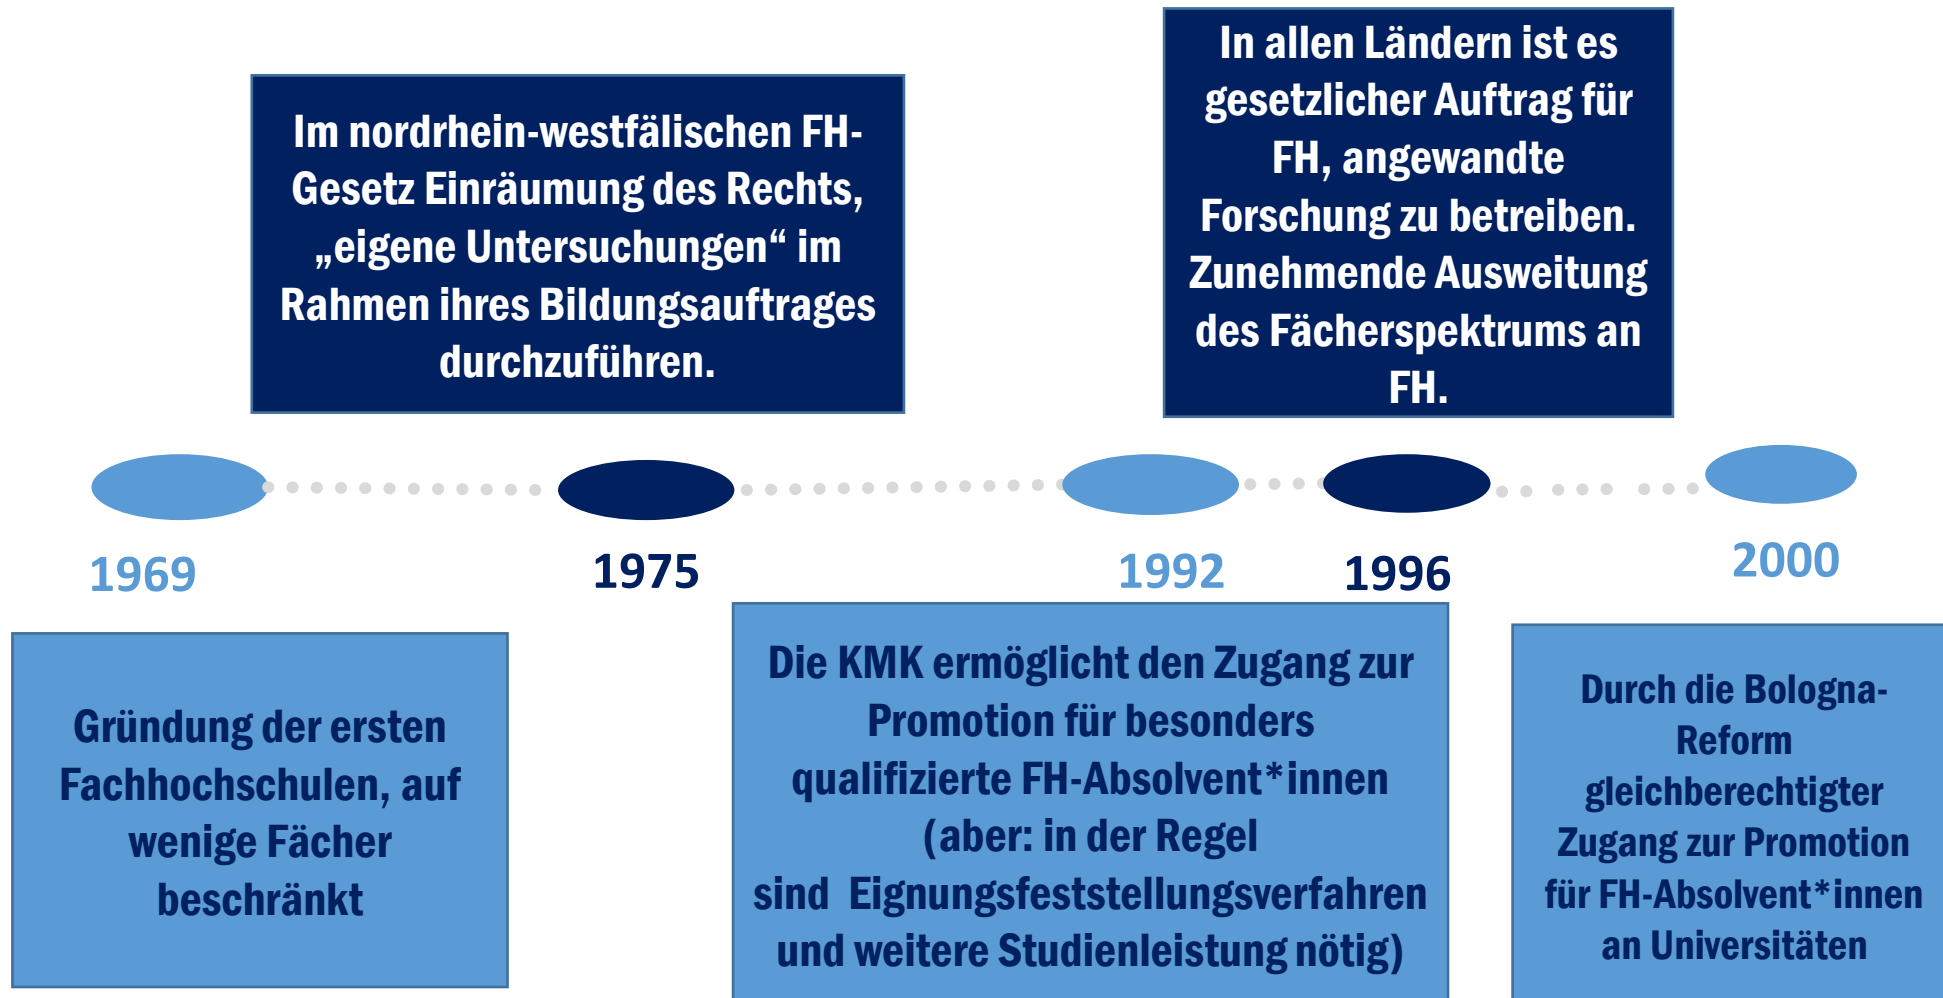 Im nordrhein-westfälischen FH-
Gesetz Einräumung des Rechts,
„eigene Untersuchungen“ im
Rahmen ihres Bildungsauftrages
durchzuführen.
In allen Ländern ist es
gesetzlicher Auftrag für
FH, angewandte
Forschung zu betreiben.
Zunehmende Ausweitung
des Fächerspektrums an
FH.
1969
1975
1992
1996
2000
Gründung der ersten
Fachhochschulen, auf
wenige Fächer
beschränkt
Die KMK ermöglicht den Zugang zur
Promotion für besonders
qualifizierte FH-Absolvent*innen
(aber: in der Regel
sind  Eignungsfeststellungsverfahren
und weitere Studienleistung nötig)
Durch die Bologna-
Reform
gleichberechtigter
Zugang zur Promotion
für FH-Absolvent*innen
an Universitäten